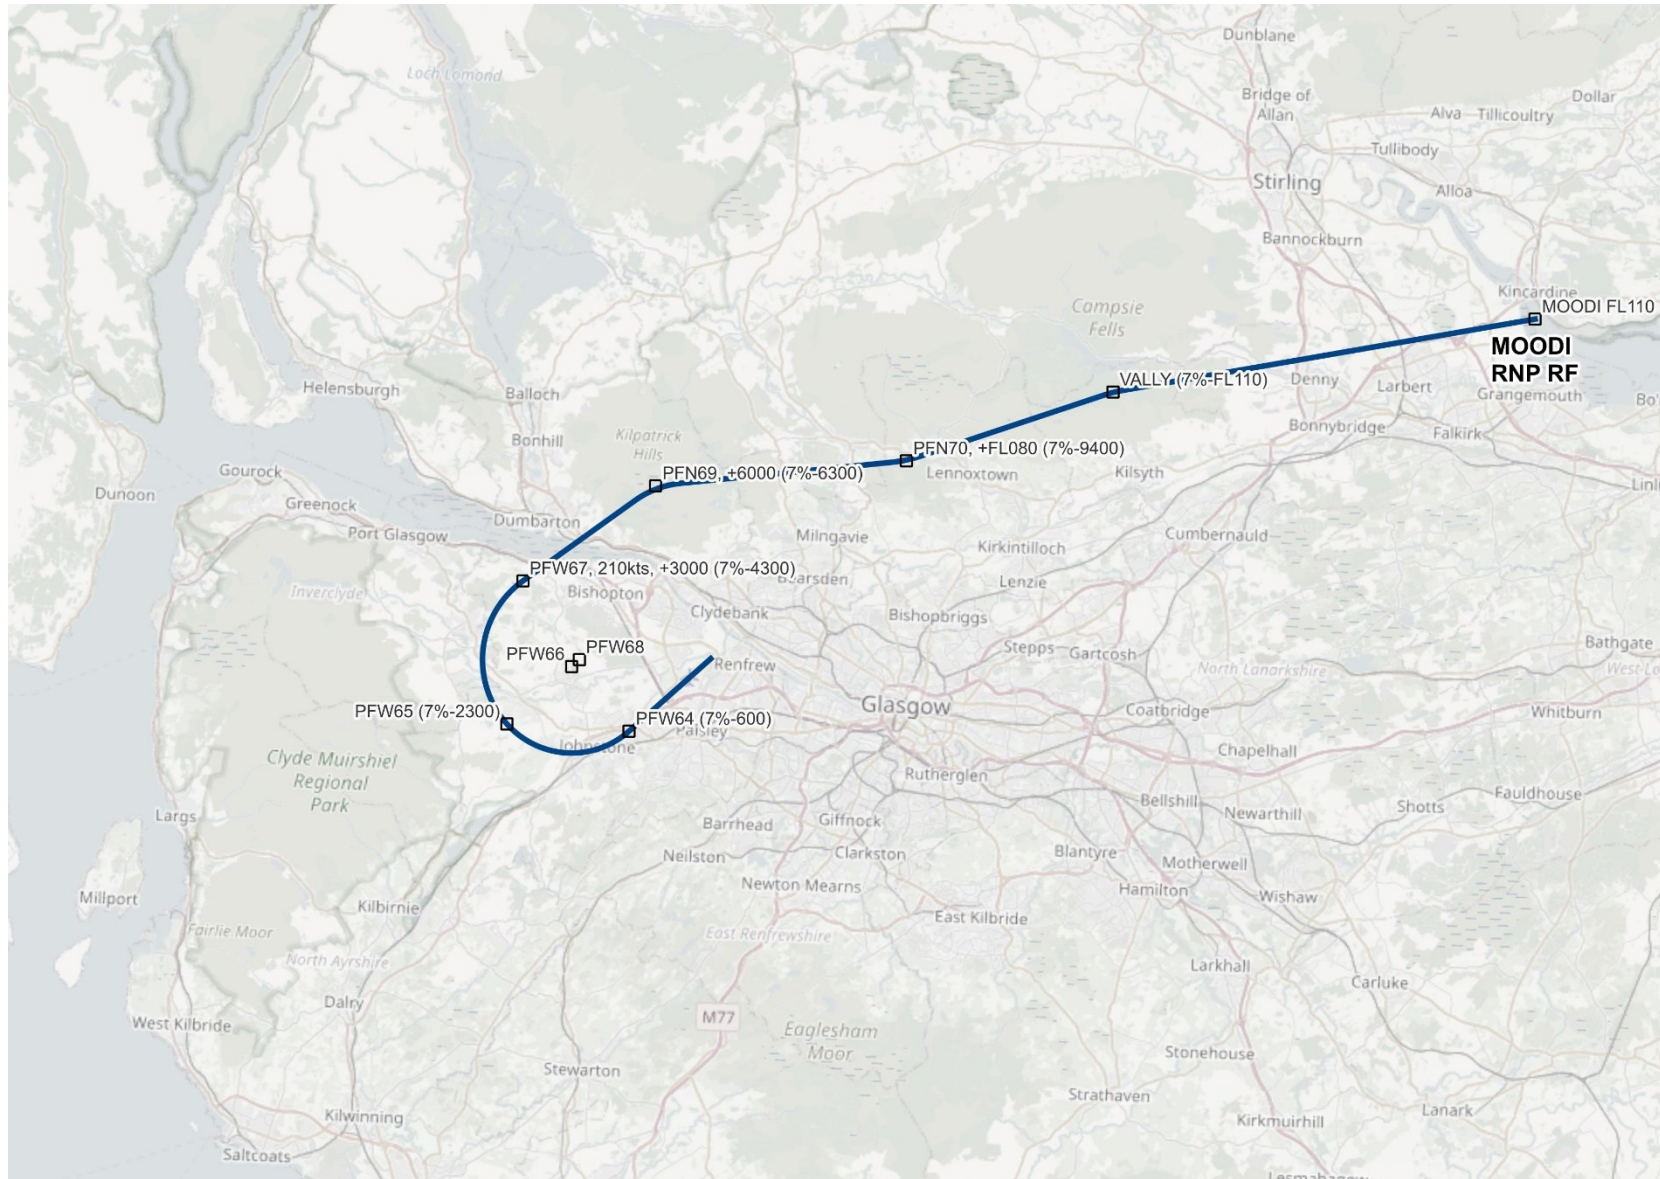 Dunblane
Loch Lomond
Bridge of
Allan
Dollar
Alva
Tillicoultry
Tullibody
Stirling
Alloa
Bannockburn
Kincardine
MOODI FL110
Campsie
Fells
MOODI
RNP RF
VALLY (7%-FL110)
Denny
Larbert
Grangemouth
Helensburgh
Balloch
Bonnybridge
Falkirk
Kilpatrick
Hills
Bonhill
PFN70, +FL080 (7%-9400)
Lennoxtown
Kilsyth
PFN69, +6000 (7%-6300)
Gourock
Dunoon
Greenock
Dumbarton
Port Glasgow
Milngavie
Kirkintilloch
Cumbernauld
PFW67, 210kts, +3000 (7%-4300)
Bearsden
Lenzie
Inverclyde
Bishopton
Clydebank
Bishopbriggs
PFW66
PFW68
Renfrew
Stepps
Gartcosh
North Lanarkshire
Bathgate
Glasgow
PFW65 (7%-2300)
PFW64 (7%-600)
Johnstone
Paisley
Coatbridge
Whitburn
Clyde Muirshiel
Regional
Park
Chapelhall
Rutherglen
Bellshill
Newarthill
Shotts
Fauldhouse
Largs
Barrhead
Giffnock
Neilston
Clarkston
Blantyre
Motherwell
Newton Mearns
Hamilton
Wishaw
Millport
Kilbirnie
East Kilbride
Fairlie Moor
East Renfrewshire
North Ayrshire
Larkhall
Carluke
Dalry
West Kilbride
M77
Eaglesham
Moor
Stonehouse
Stewarton
Strathaven
Kilwinning
Kirkmuirhill
Lanark
Saltcoats
Lesmahagow